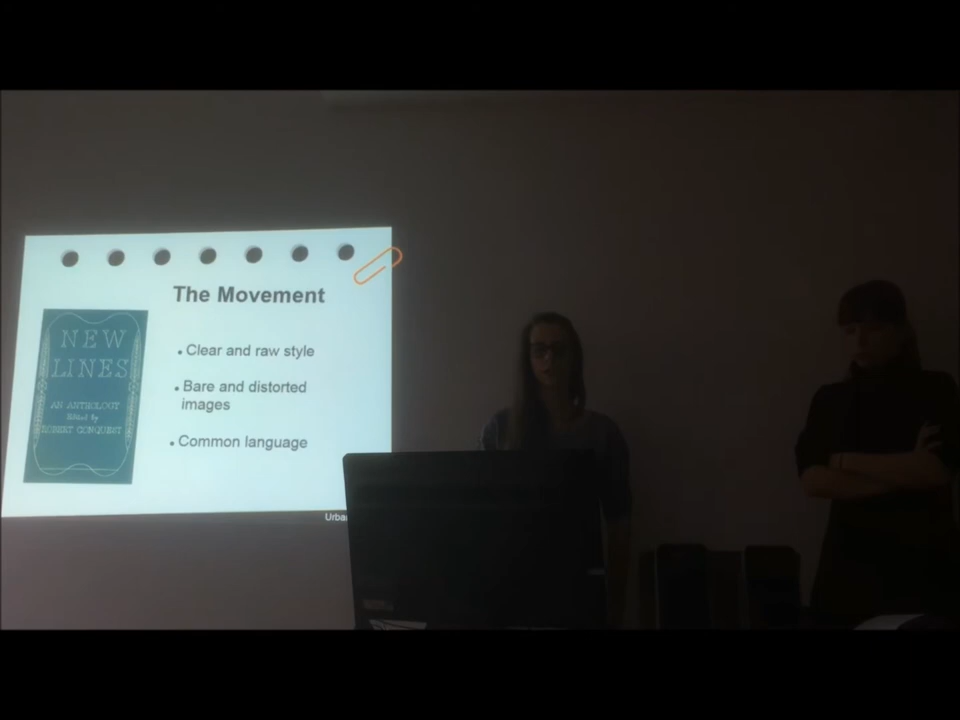 The Movement
NEW
LINES
AN ANTHOLOGY
Edited by
ROBERT CONQUEST
• Clear and raw style
• Bare and distorted
images
• Common language